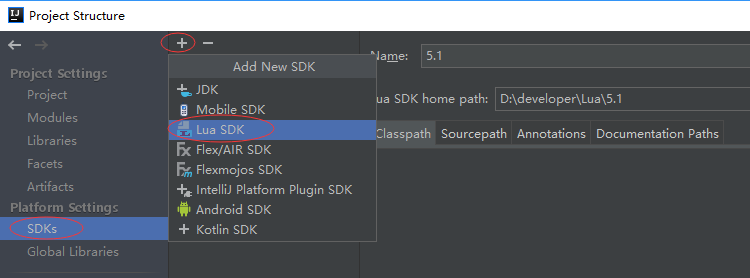 Project Structure
Project Settings
Project
Modules
Libraries
Facets
Artifacts
Platform Settings
SDKs
Global Libraries
Add New SDK
JDK
Mobile SDK
Lua SDK
Flex/AIR SDK
Flexmojos SDK
IntelliJ Platform Plugin SDK
Android SDK
Kotlin SDK
Name: 5.1
ua SDK home path: D:\developer\Lua\5.1
Classpath Sourcepath Annotations Documentation Paths